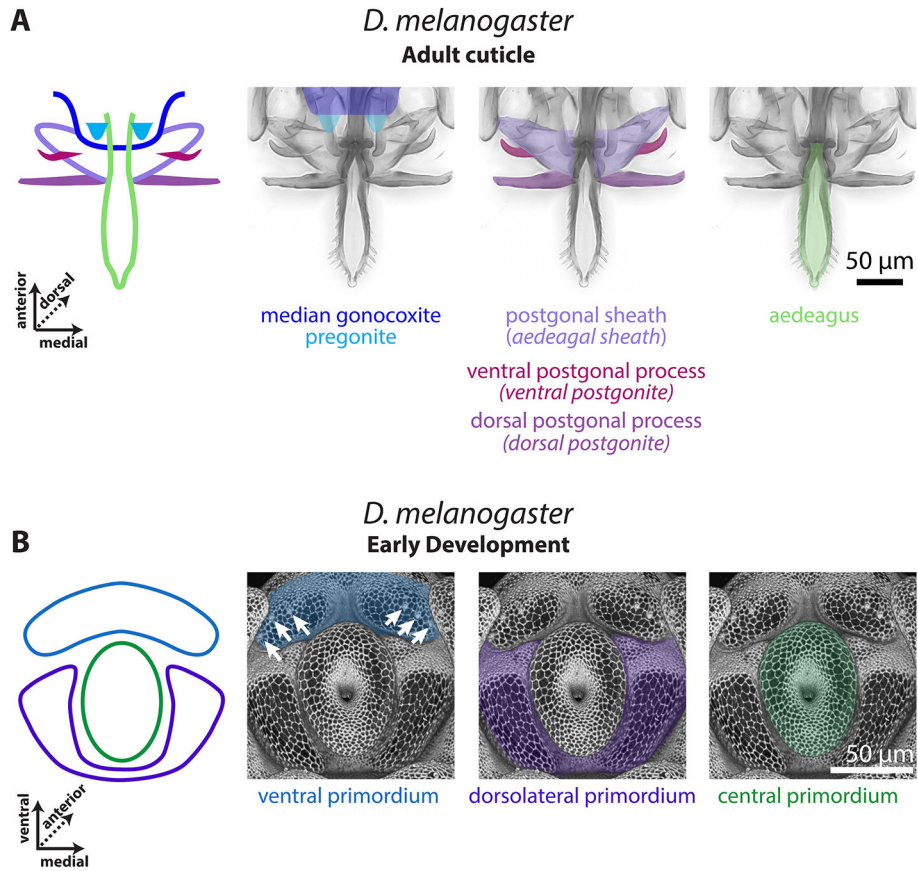 A
D. melanogaster
Adult cuticle
anterior
dorsal
medial
50 µm
median gonocoxite
pregonite
postgonal sheath
(aedeagal sheath)
aedeagus
ventral postgonal process
(ventral postgonite)
dorsal postgonal process
(dorsal postgonite)
D. melanogaster
B
Early Development
50 µm
ventral primordium
dorsolateral primordium
central primordium
ventral
anterior
medial